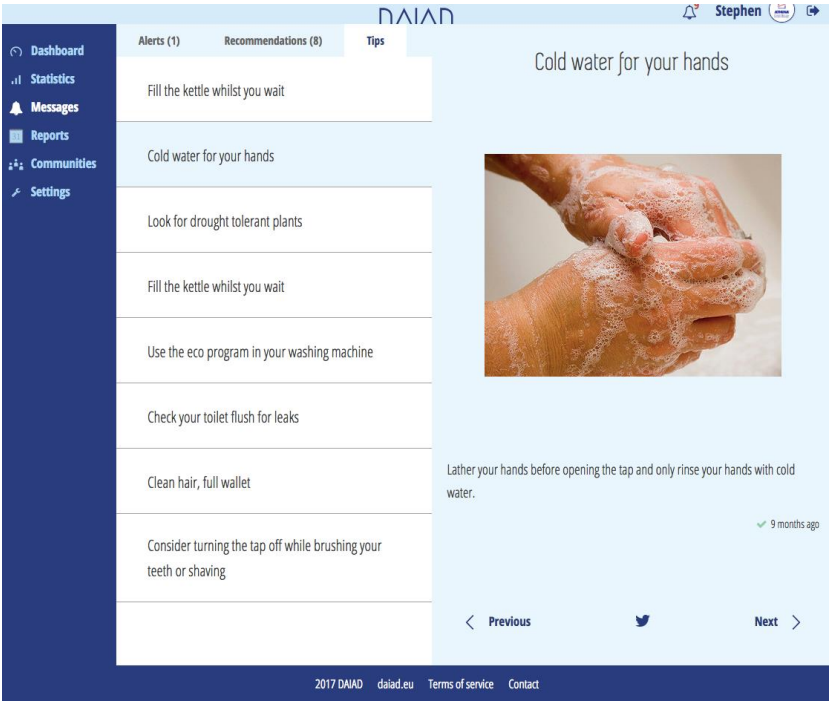 DAIAD
9
Stephen
Dashboard
Statistics
Messages
Reports
Communities
Settings
Alerts (1)
Recommendations (8)
Tips
Fill the kettle whilst you wait
Cold water for your hands
Look for drought tolerant plants
Fill the kettle whilst you wait
Use the eco program in your washing machine
Check your toilet flush for leaks
Clean hair, full wallet
Consider turning the tap off while brushing your
teeth or shaving
Cold water for your hands
Lather your hands before opening the tap and only rinse your hands with cold
water.
9 months ago
Previous
Next
2017 DAIAD daiad.eu Terms of service Contact